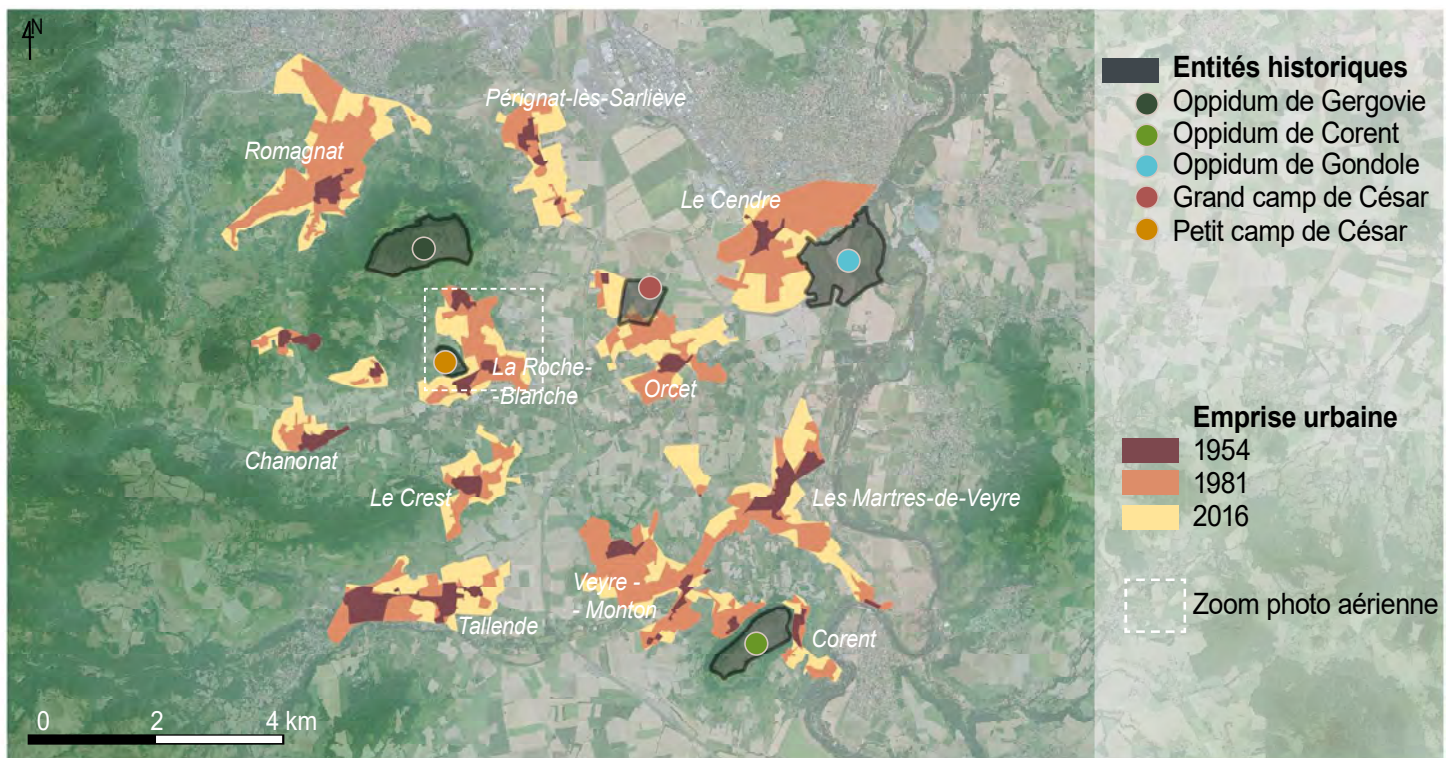 N
Pérignat-lès-Sarliève
Romagnat
Le Cendre
La Roche-
-Blanche
Orcet
Chanonat
Le Crest
Les Martres-de-Veyre
Veyre -
- Monton
Tallende
Corent
0 2 4 km
Entités historiques
Oppidum de Gergovie
Oppidum de Corent
Oppidum de Gondole
Grand camp de César
Petit camp de César
Emprise urbaine
1954
1981
2016
Zoom photo aérienne